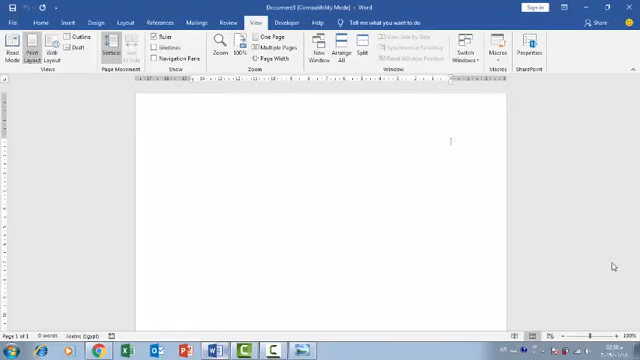 Document3 [Compatibility Mode] - Word
Sign in
File Home Insert Design Layout References Mailings Review View Developer Help Tell me what you want to do Share
Read Mode
Print Layout
Web Layout
Outline
Draft
Views
Vertical
Side to Side
Page Movement
Ruler
Gridlines
Navigation Pane
Show
Zoom
100%
One Page
Multiple Pages
Page Width
Zoom
New Window
Arrange All
Split
View Side by Side
Synchronous Scrolling
Reset Window Position
Window
Switch Windows
Macros
Macros
Properties
SharePoint
Page 1 of 1 0 words Arabic (Egypt)
100%